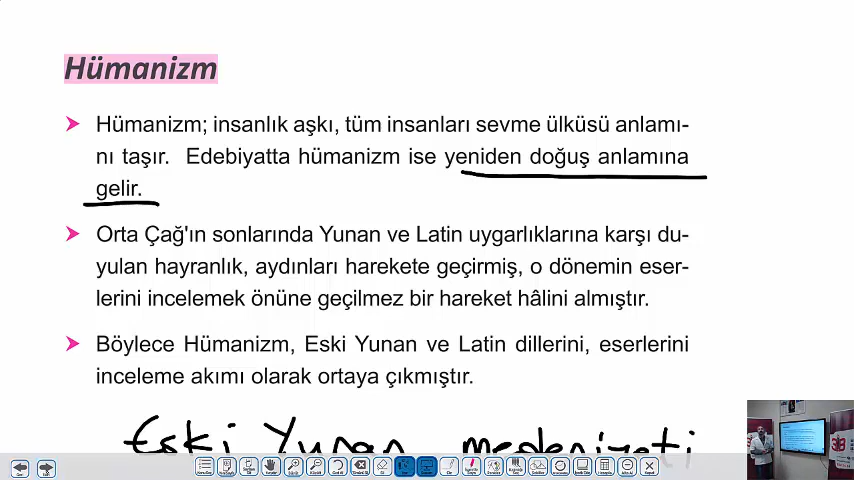 Hümanizm
Hümanizm; insanlık aşkı, tüm insanları sevme ülküsü anlamı-
nı taşır. Edebiyatta hümanizm ise yeniden doğuş anlamına
gelir.
Orta Çağ'ın sonlarında Yunan ve Latin uygarlıklarına karşı du-
yulan hayranlık, aydınları harekete geçirmiş, o dönemin eser-
lerini incelemek önüne geçilmez bir hareket hâlini almıştır.
Böylece Hümanizm, Eski Yunan ve Latin dillerini, eserlerini
inceleme akımı olarak ortaya çıkmıştır.
Eski Yunan medeniyeti